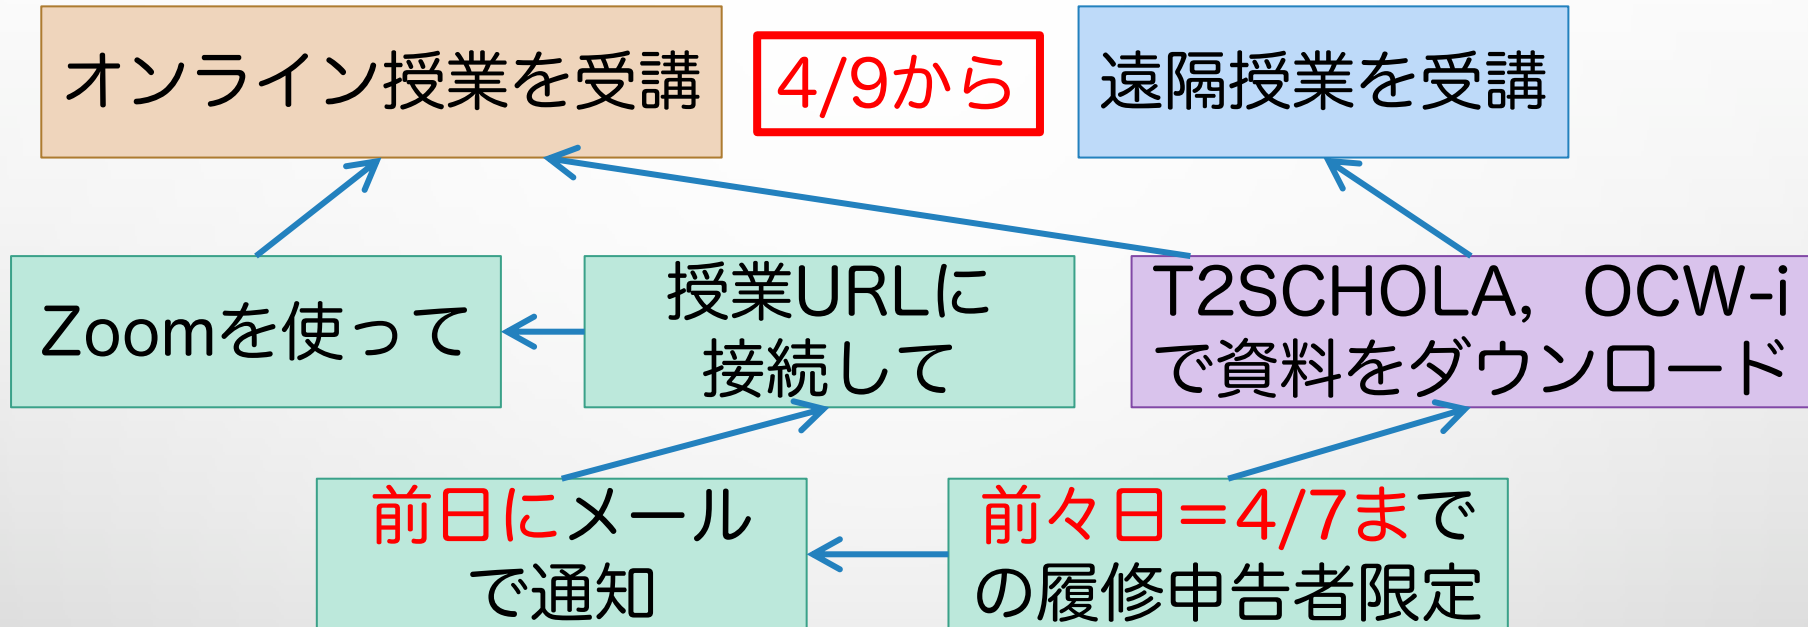 オンライン授業を受講
4/9から
遠隔授業を受講
Zoomを使って
授業URLに
接続して
T2SCHOLA，OCW-i
で資料をダウンロード
前日にメール
で通知
前々日＝4/7まで
の履修申告者限定